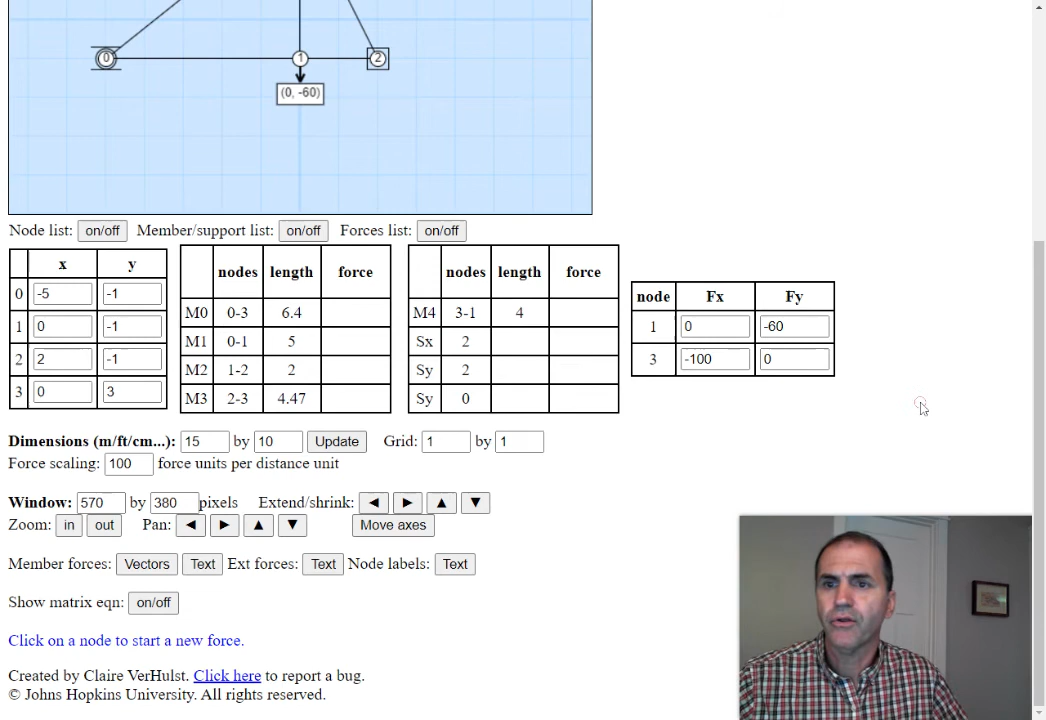 0
1
2
(0, -60)
Node list: on/off Member/support list: on/off Forces list: on/off
x y
0 -5 -1
1 0 -1
2 2 -1
3 0 3
nodes length force
M0 0-3 6.4
M1 0-1 5
M2 1-2 2
M3 2-3 4.47
nodes length force
M4 3-1 4
Sx 2
Sy 2
Sy 0
node Fx Fy
1 0 -60
3 -100 0
Dimensions (m/ft/cm...): 15 by 10 Update Grid: 1 by 1
Force scaling: 100 force units per distance unit
Window: 570 by 380 pixels Extend/shrink: ◄ ► ▲ ▼
Zoom: in out Pan: ◄ ► ▲ ▼ Move axes
Member forces: Vectors Text Ext forces: Text Node labels: Text
Show matrix eqn: on/off
Click on a node to start a new force.
Created by Claire VerHulst. Click here to report a bug.
© Johns Hopkins University. All rights reserved.